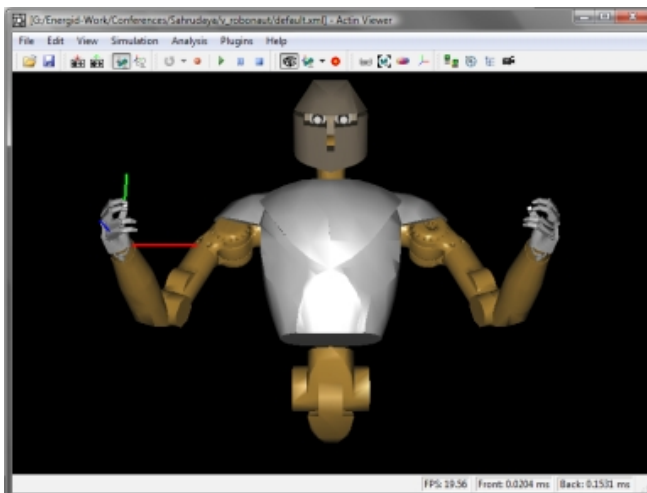 [G:/Energid-Work/Conferences/Sahrudaya/v_robonaut/default.xml] - Actin Viewer
File Edit View Simulation Analysis Plugins Help
FPS: 19.56 Front: 0.0204 ms Back: 0.1531 ms